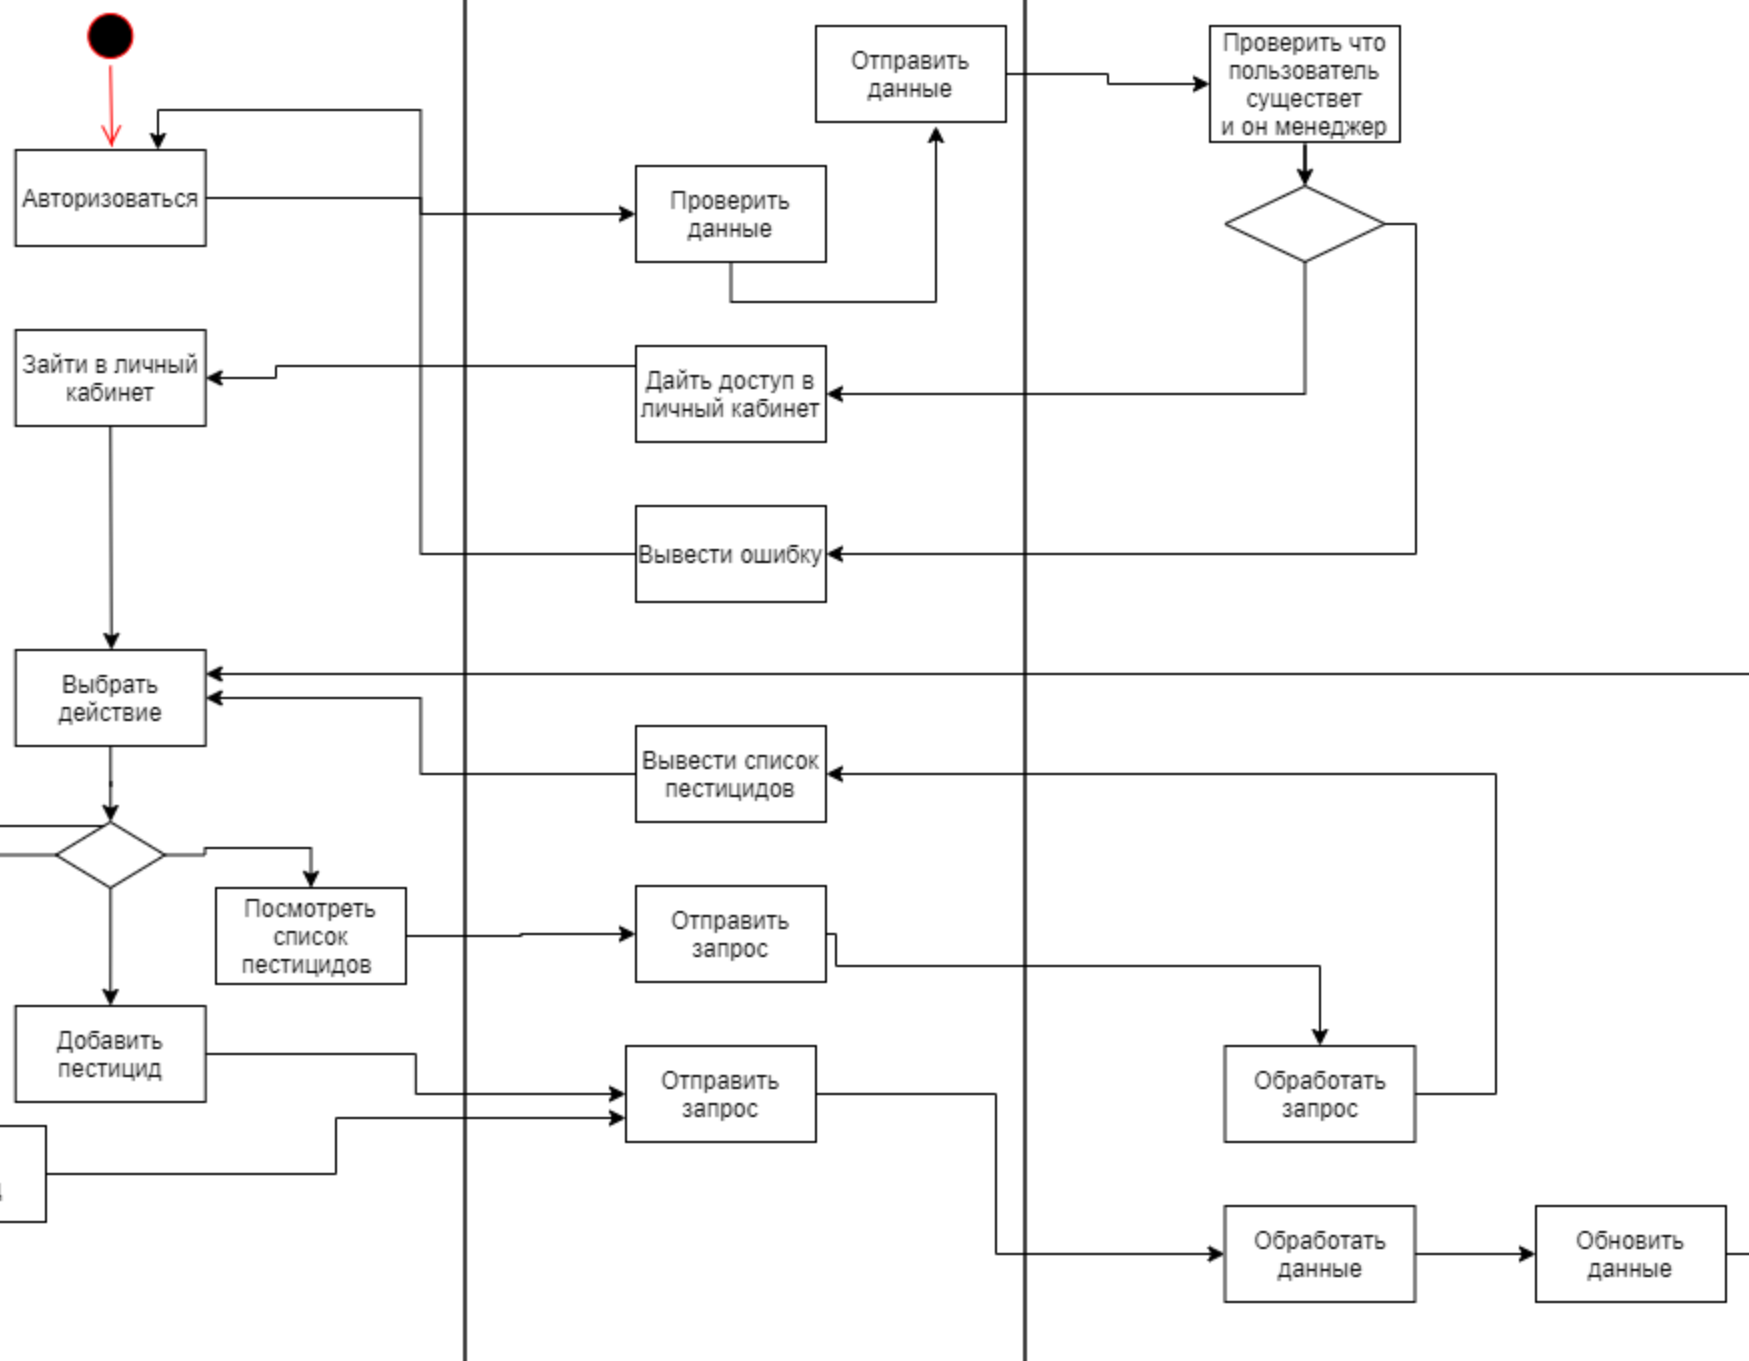 Отправить
данные
Проверить что
пользователь
существет
и он менеджер
Авторизоваться
Проверить
данные
Зайти в личный
кабинет
Дайть доступ в
личный кабинет
Вывести ошибку
Выбрать
действие
Вывести список
пестицидов
Посмотреть
список
пестицидов
Отправить
запрос
Добавить
пестицид
Отправить
запрос
Обработать
запрос
Обработать
данные
Обновить
данные